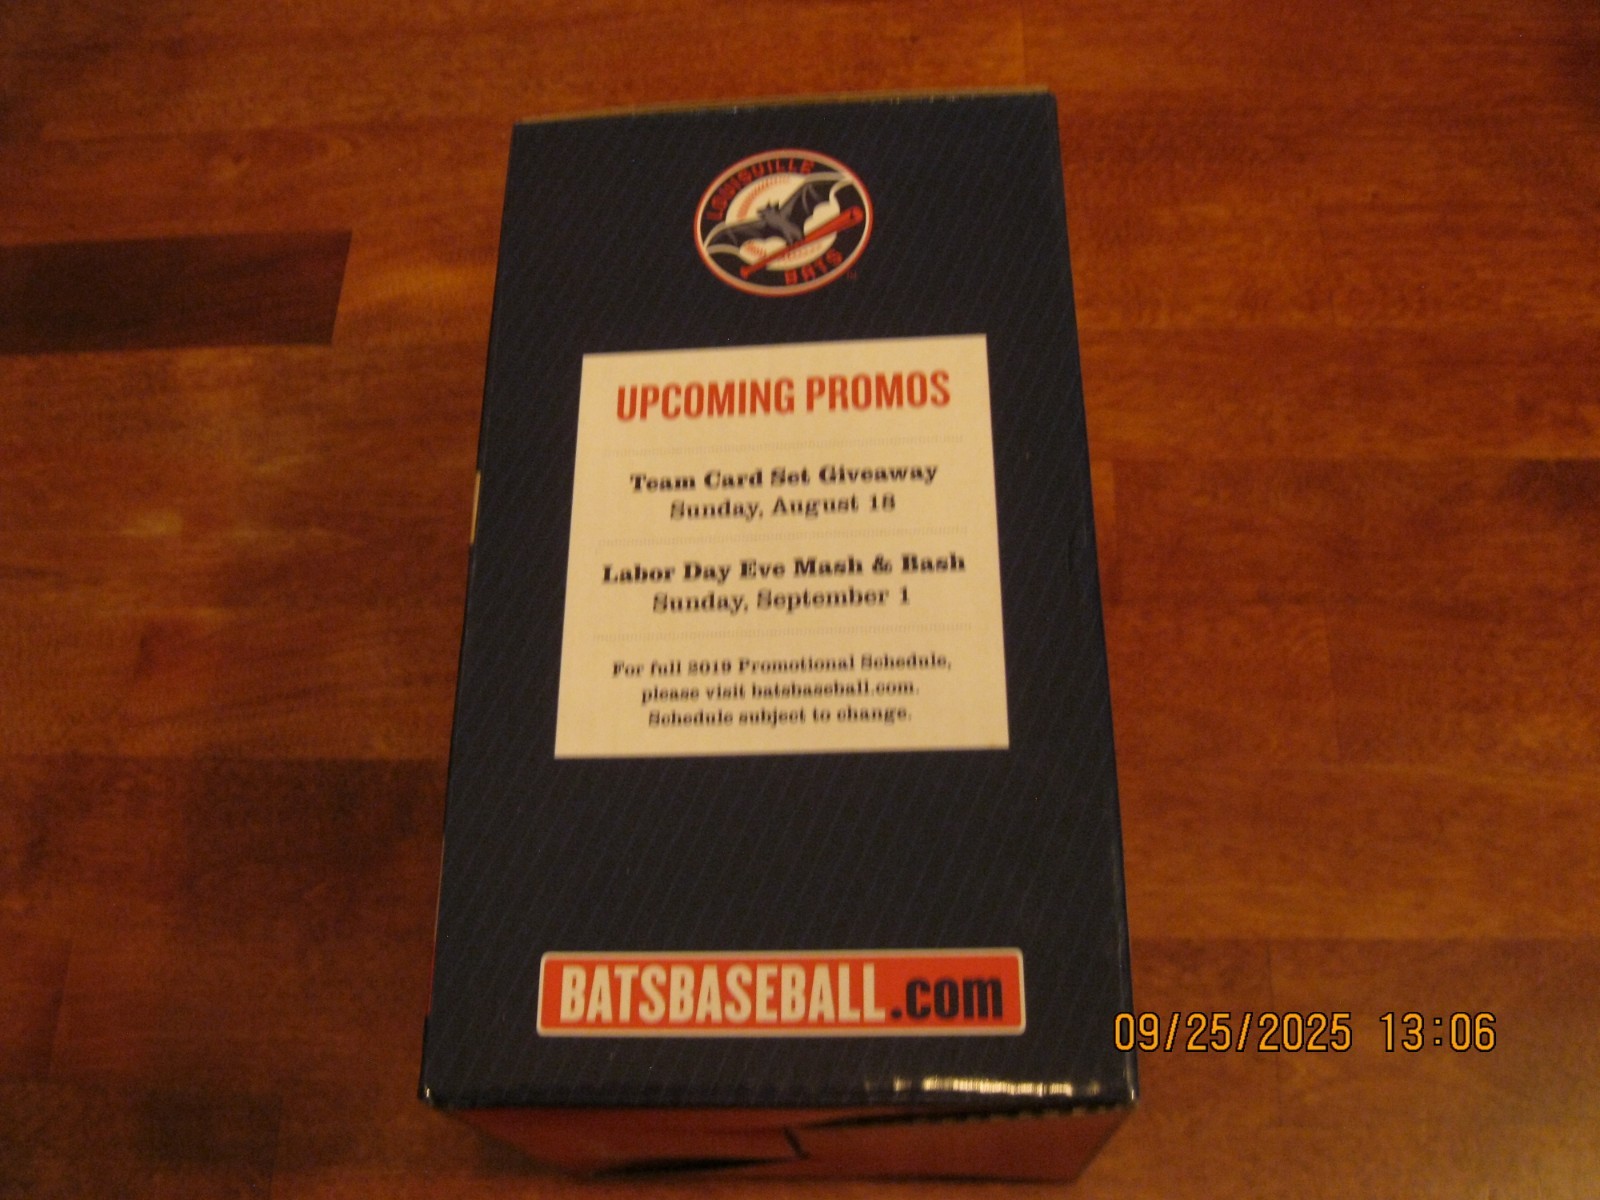 LOUISVILLE
BATS
UPCOMING PROMOS
Team Card Set Giveaway
Sunday, August 18
Labor Day Eve Mash & Bash
Sunday, September 1
For full 2019 Promotional Schedule,
please visit batsbaseball.com.
Schedule subject to change.
BATSBASEBALL.com
09/25/2025 13:06